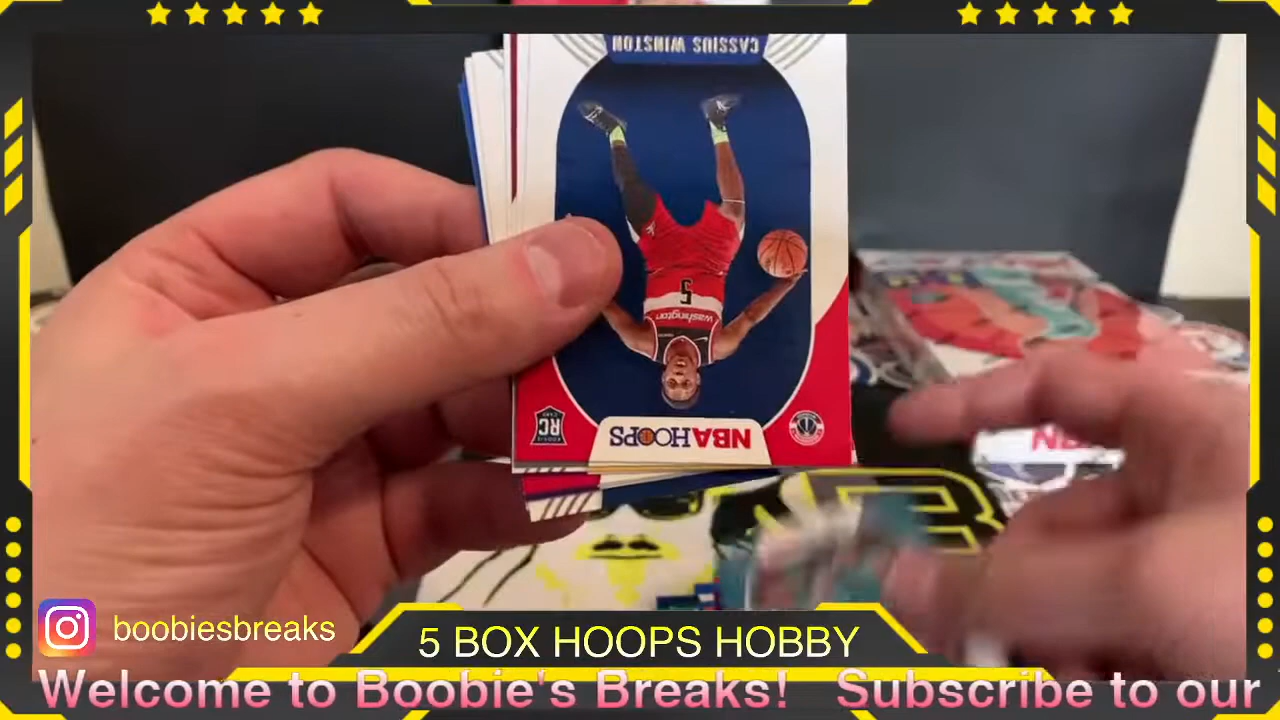 CASSIUS WINSTON
5
Washington
RC
NBA HOOPS
boobiesbreaks
5 BOX HOOPS HOBBY
Welcome to Boobie's Breaks! Subscribe to our